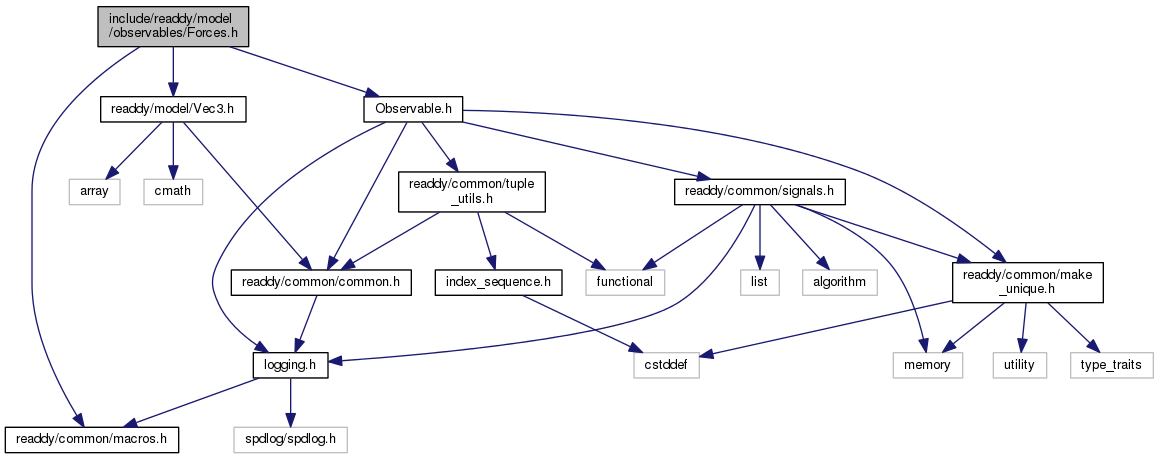 include/readdy/model
/observables/Forces.h
readdy/model/Vec3.h
Observable.h
array
cmath
readdy/common/tuple
_utils.h
readdy/common/signals.h
readdy/common/common.h
index_sequence.h
functional
list
algorithm
readdy/common/make
_unique.h
logging.h
cstddef
memory
utility
type_traits
readdy/common/macros.h
spdlog/spdlog.h